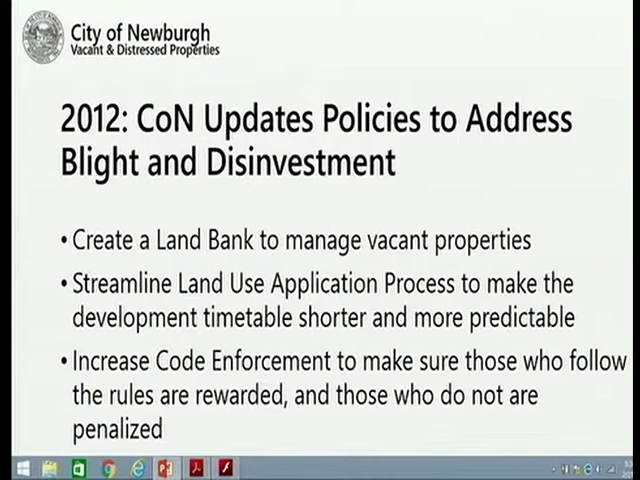 City of Newburgh
Vacant & Distressed Properties
2012: CoN Updates Policies to Address
Blight and Disinvestment
• Create a Land Bank to manage vacant properties
• Streamline Land Use Application Process to make the
development timetable shorter and more predictable
• Increase Code Enforcement to make sure those who follow
the rules are rewarded, and those who do not are
penalized